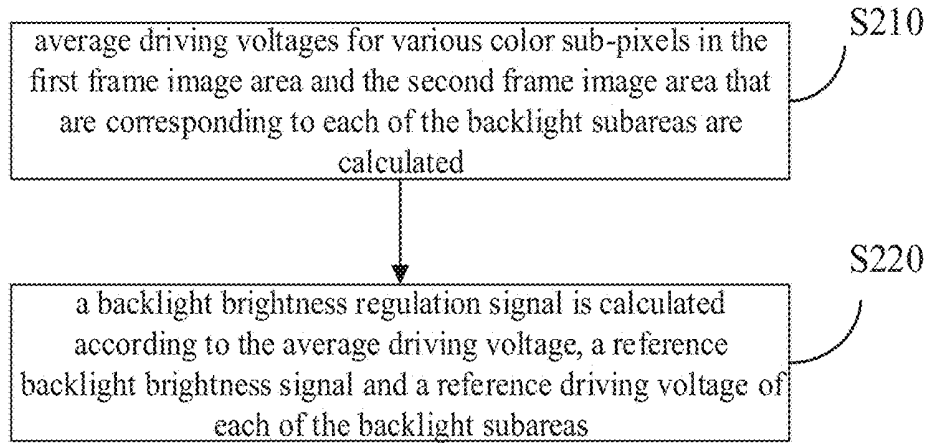 S210
average driving voltages for various color sub-pixels in the
first frame image area and the second frame image area that
are corresponding to each of the backlight subareas are
calculated
S220
a backlight brightness regulation signal is calculated
according to the average driving voltage, a reference
backlight brightness signal and a reference driving voltage of
each of the backlight subareas